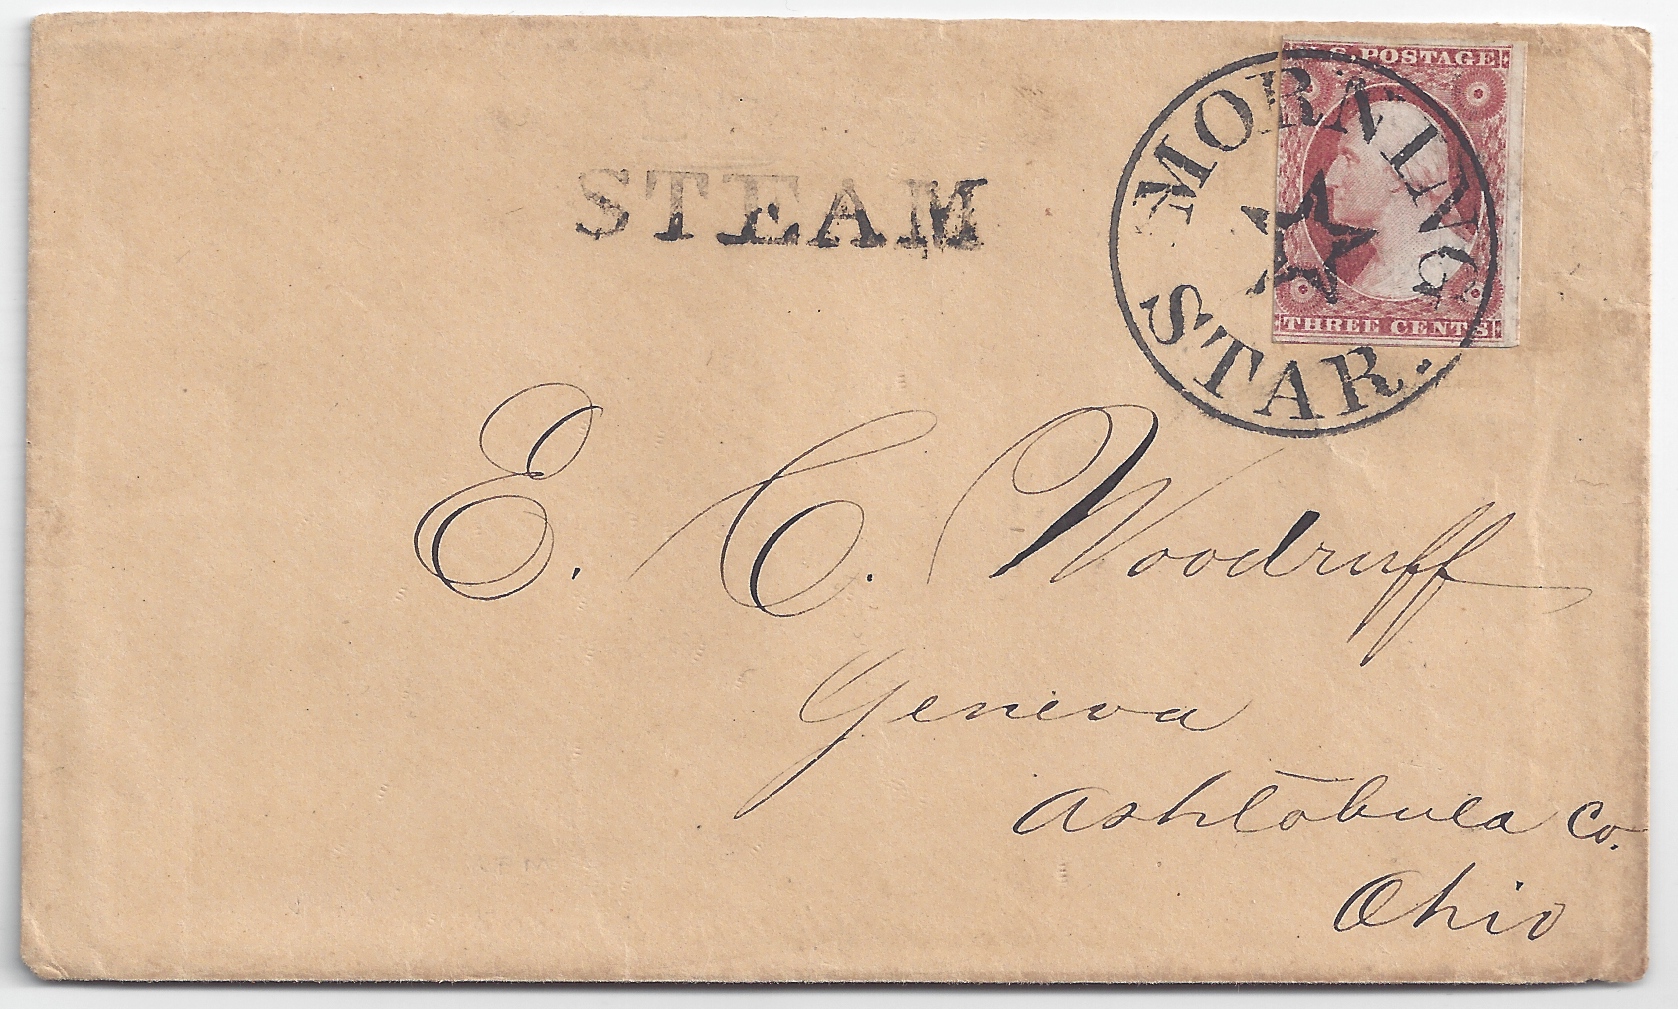 U.S. POSTAGE
MORNING
STAR.
THREE CENTS
STEAM
E. C. Woodruff
Geneva
Ashtabula Co.
Ohio